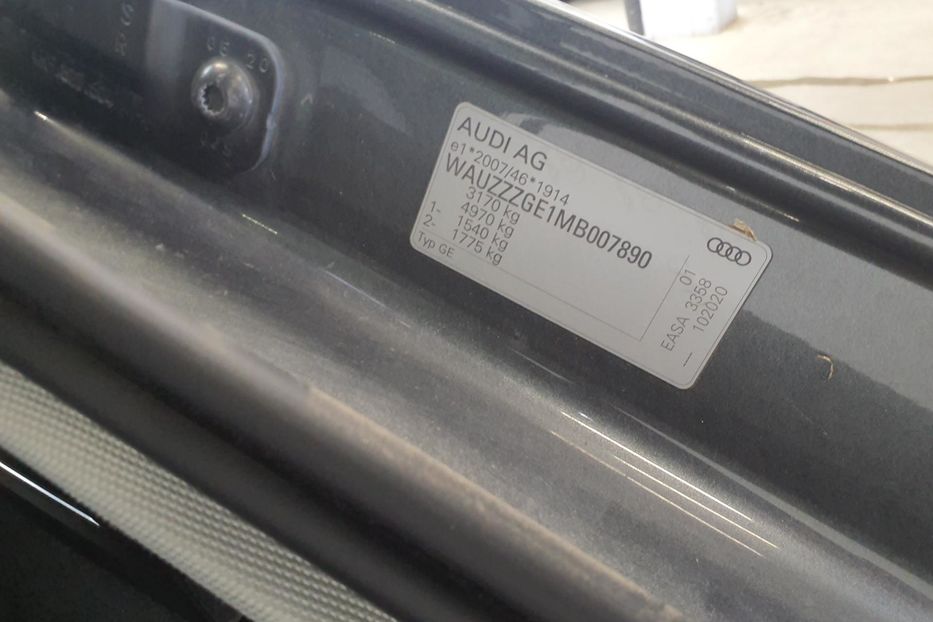 AUDI AG
e1*2007/46*1914
WAUZZZGE1MB007890
3170 kg
4970 kg
1- 1540 kg
2- 1775 kg
Typ GE
01
EASA 3358
— 102020
20